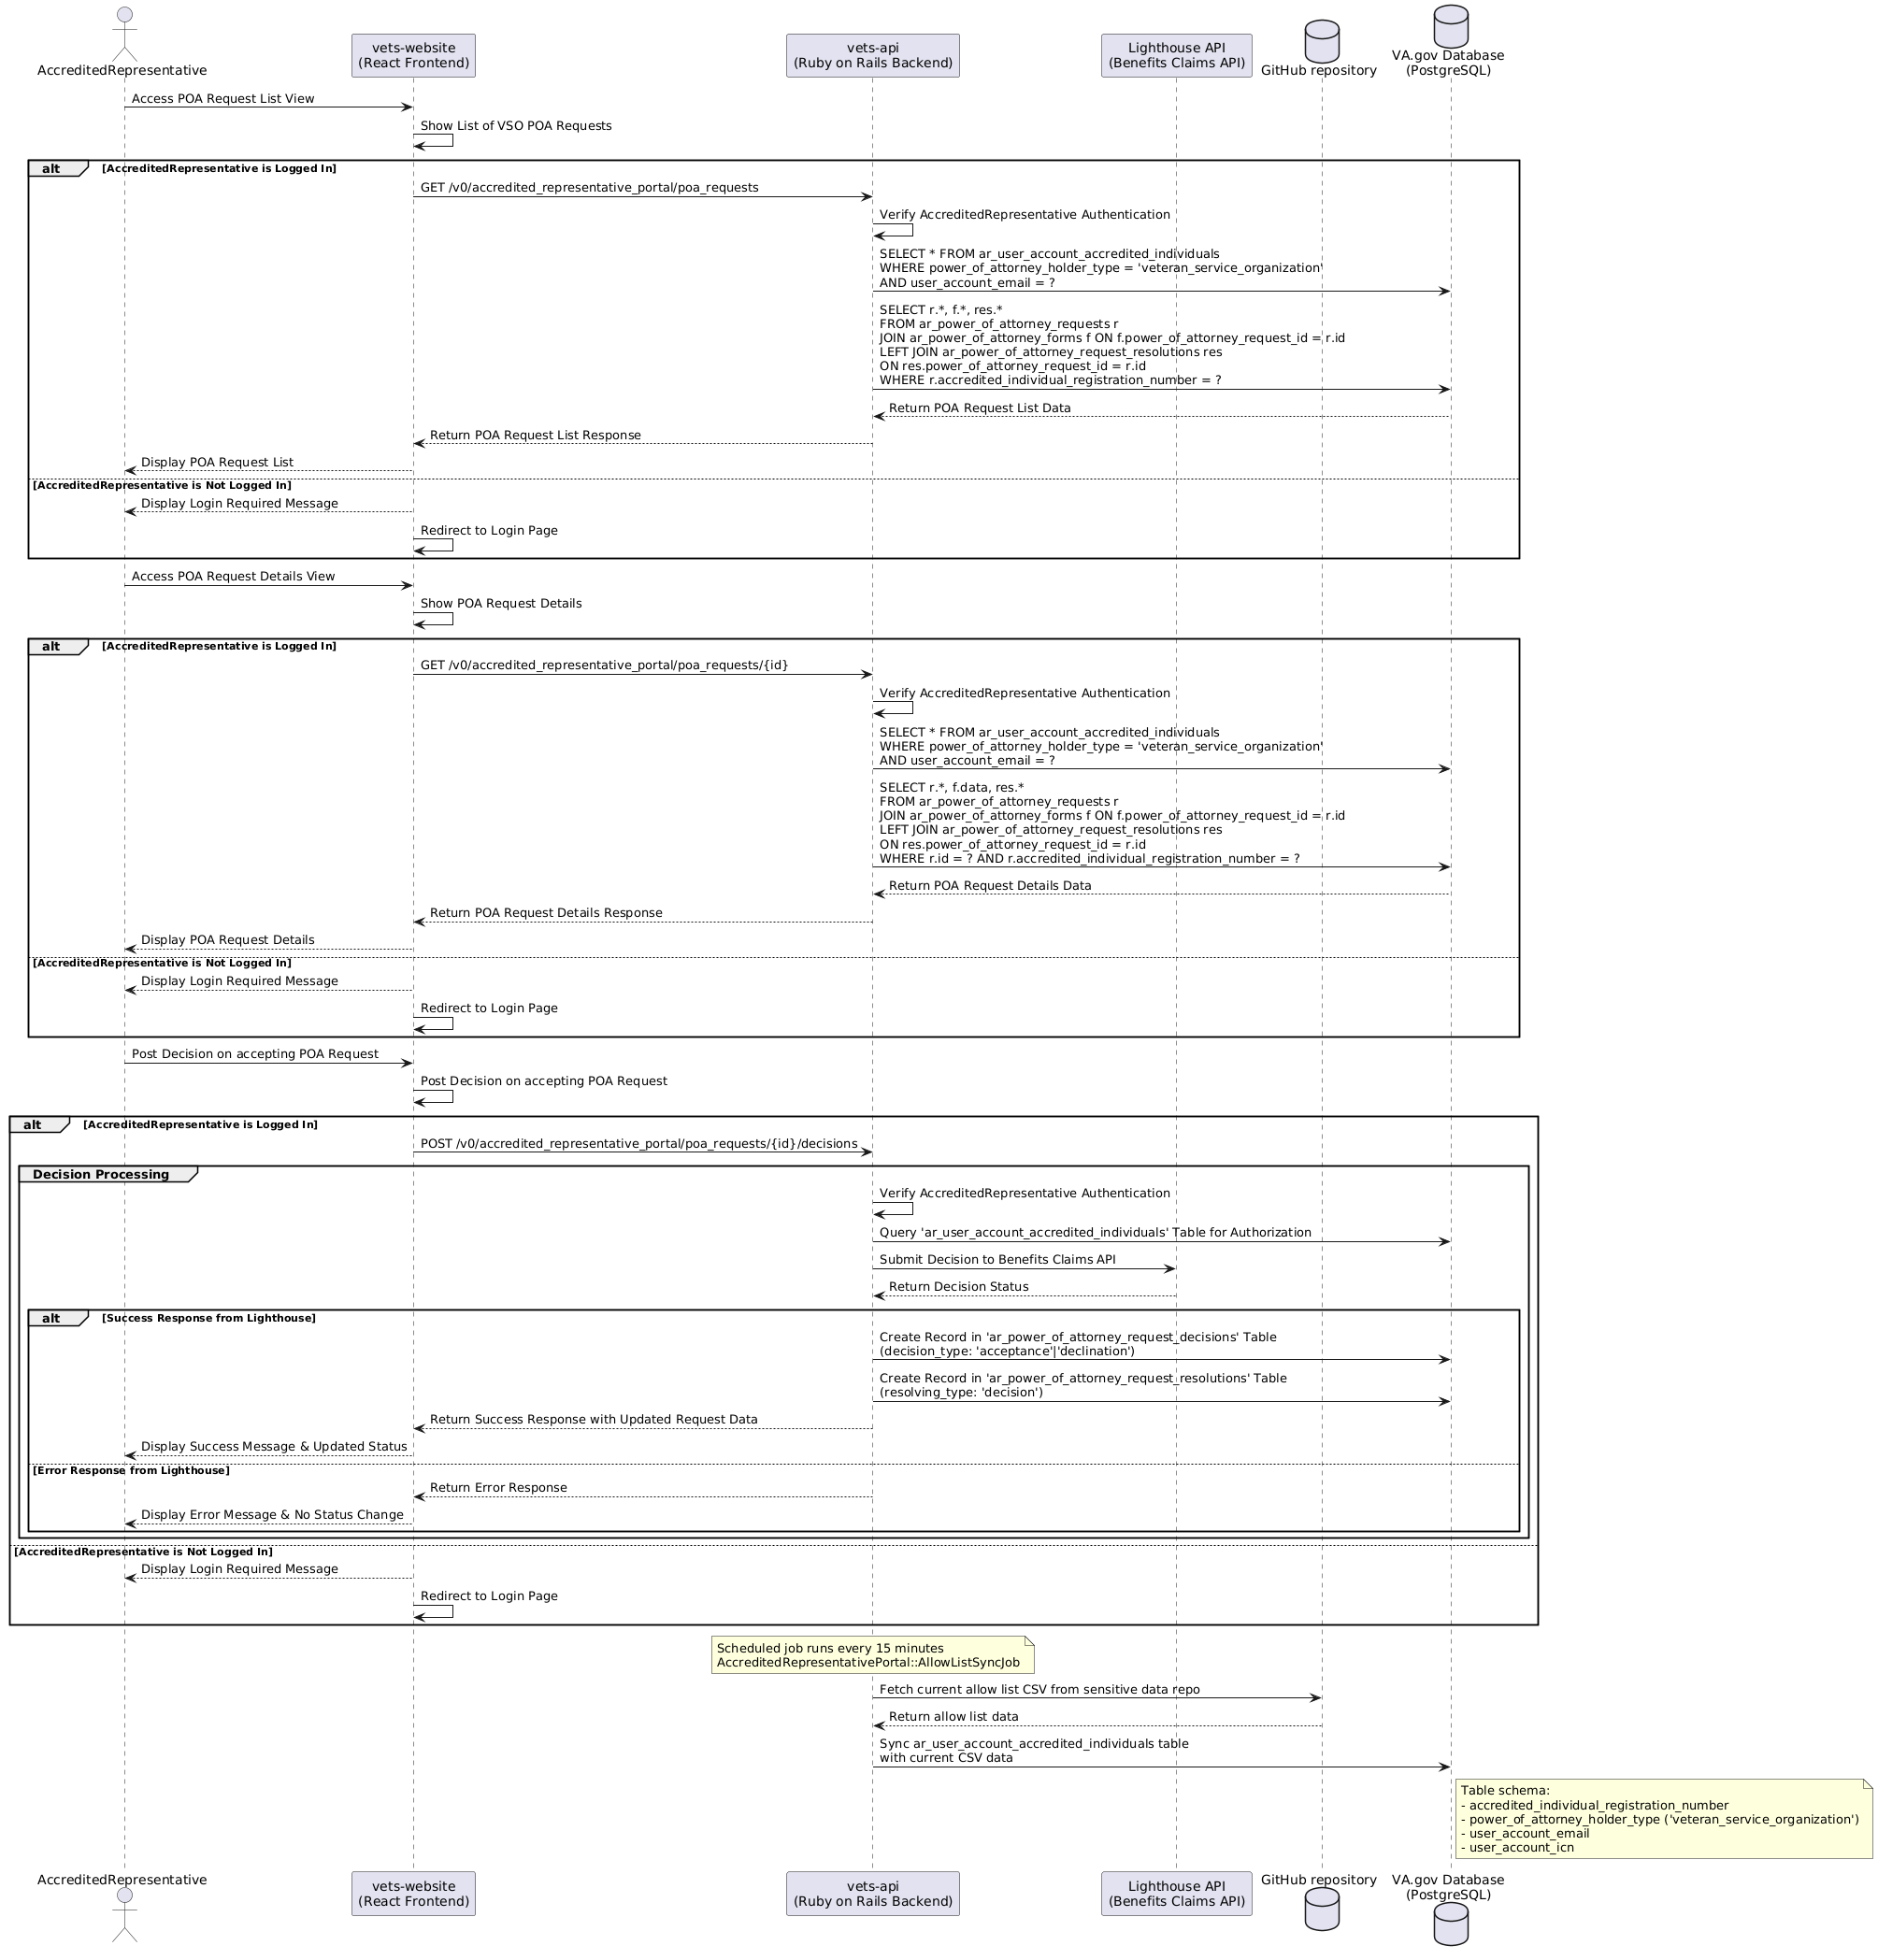 AccreditedRepresentative
vets-website
(React Frontend)
vets-api
(Ruby on Rails Backend)
Lighthouse API
(Benefits Claims API)
GitHub repository
VA.gov Database
(PostgreSQL)
Access POA Request List View
Show List of VSO POA Requests
alt
[AccreditedRepresentative is Logged In]
GET /v0/accredited_representative_portal/poa_requests
Verify AccreditedRepresentative Authentication
SELECT * FROM ar_user_account_accredited_individuals
WHERE power_of_attorney_holder_type = 'veteran_service_organization'
AND user_account_email = ?
SELECT r.*, f.*, res.*
FROM ar_power_of_attorney_requests r
JOIN ar_power_of_attorney_forms f ON f.power_of_attorney_request_id = r.id
LEFT JOIN ar_power_of_attorney_request_resolutions res
ON res.power_of_attorney_request_id = r.id
WHERE r.accredited_individual_registration_number = ?
Return POA Request List Data
Return POA Request List Response
Display POA Request List
[AccreditedRepresentative is Not Logged In]
Display Login Required Message
Redirect to Login Page
Access POA Request Details View
Show POA Request Details
alt
[AccreditedRepresentative is Logged In]
GET /v0/accredited_representative_portal/poa_requests/{id}
Verify AccreditedRepresentative Authentication
SELECT * FROM ar_user_account_accredited_individuals
WHERE power_of_attorney_holder_type = 'veteran_service_organization'
AND user_account_email = ?
SELECT r.*, f.data, res.*
FROM ar_power_of_attorney_requests r
JOIN ar_power_of_attorney_forms f ON f.power_of_attorney_request_id = r.id
LEFT JOIN ar_power_of_attorney_request_resolutions res
ON res.power_of_attorney_request_id = r.id
WHERE r.id = ? AND r.accredited_individual_registration_number = ?
Return POA Request Details Data
Return POA Request Details Response
Display POA Request Details
[AccreditedRepresentative is Not Logged In]
Display Login Required Message
Redirect to Login Page
Post Decision on accepting POA Request
Post Decision on accepting POA Request
alt
[AccreditedRepresentative is Logged In]
POST /v0/accredited_representative_portal/poa_requests/{id}/decisions
Decision Processing
Verify AccreditedRepresentative Authentication
Query 'ar_user_account_accredited_individuals' Table for Authorization
Submit Decision to Benefits Claims API
Return Decision Status
alt
[Success Response from Lighthouse]
Create Record in 'ar_power_of_attorney_request_decisions' Table
(decision_type: 'acceptance'|'declination')
Create Record in 'ar_power_of_attorney_request_resolutions' Table
(resolving_type: 'decision')
Return Success Response with Updated Request Data
Display Success Message & Updated Status
[Error Response from Lighthouse]
Return Error Response
Display Error Message & No Status Change
[AccreditedRepresentative is Not Logged In]
Display Login Required Message
Redirect to Login Page
Scheduled job runs every 15 minutes
AccreditedRepresentativePortal::AllowListSyncJob
Fetch current allow list CSV from sensitive data repo
Return allow list data
Sync ar_user_account_accredited_individuals table
with current CSV data
Table schema:
- accredited_individual_registration_number
- power_of_attorney_holder_type ('veteran_service_organization')
- user_account_email
- user_account_icn
AccreditedRepresentative
vets-website
(React Frontend)
vets-api
(Ruby on Rails Backend)
Lighthouse API
(Benefits Claims API)
GitHub repository
VA.gov Database
(PostgreSQL)